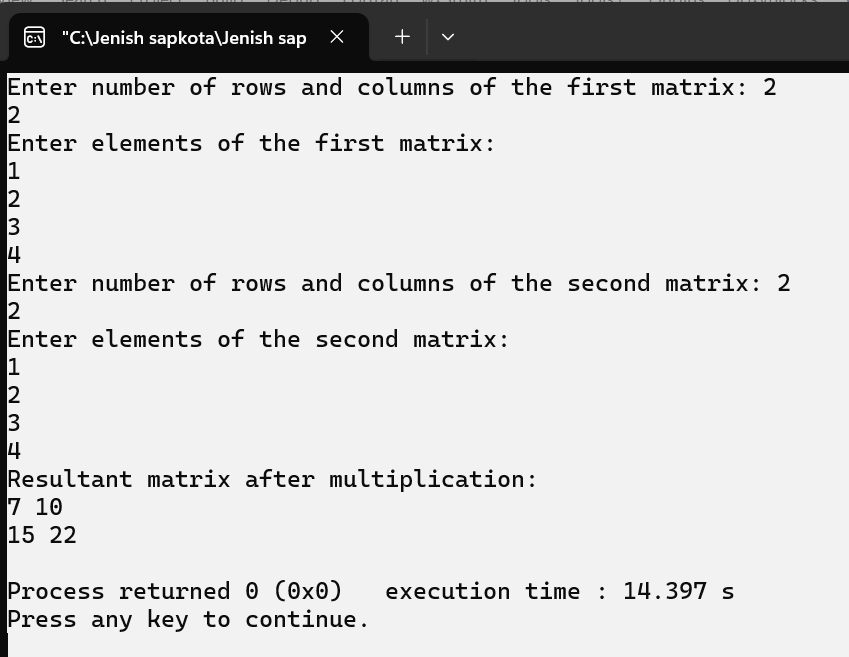 "C:\Jenish sapkota\Jenish sap
Enter number of rows and columns of the first matrix: 2
2
Enter elements of the first matrix:
1
2
3
4
Enter number of rows and columns of the second matrix: 2
2
Enter elements of the second matrix:
1
2
3
4
Resultant matrix after multiplication:
7 10
15 22
Process returned 0 (0x0)   execution time : 14.397 s
Press any key to continue.